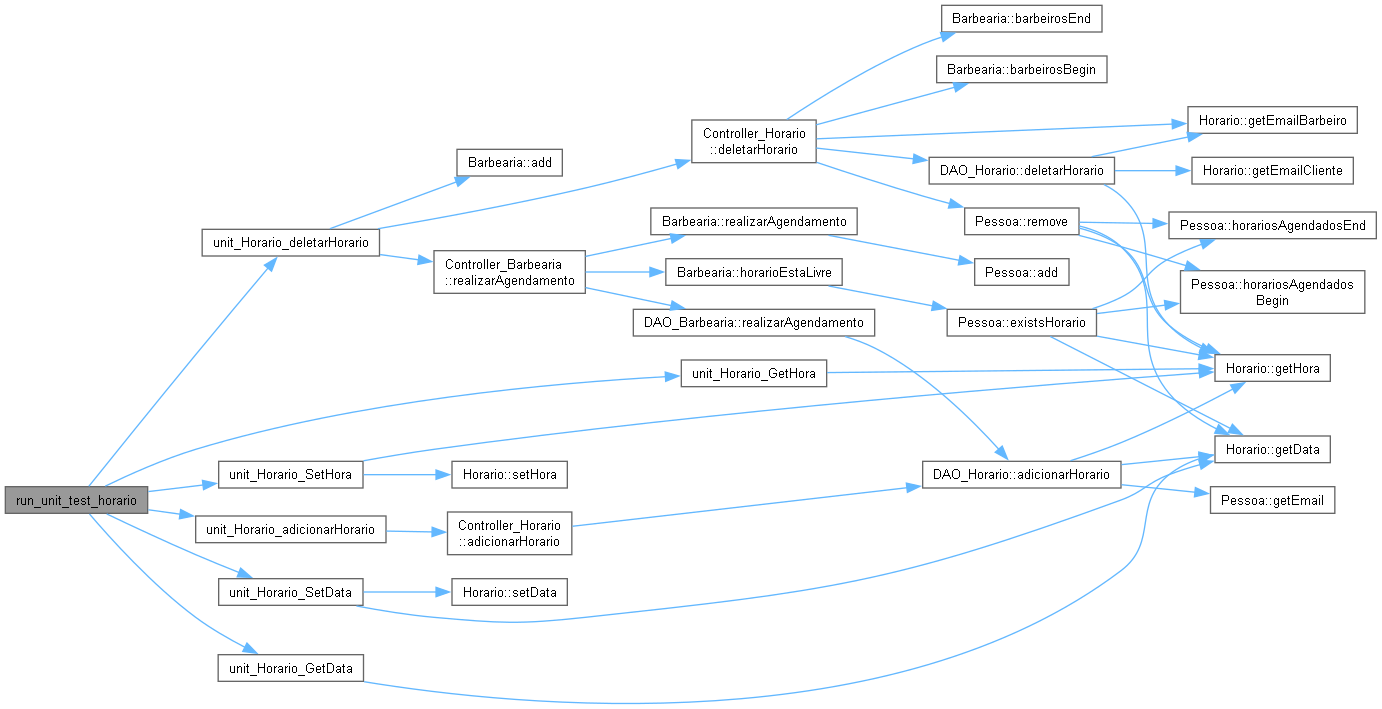 Barbearia::barbeirosEnd
Barbearia::barbeirosBegin
Controller_Horario
::deletarHorario
Horario::getEmailBarbeiro
Barbearia::add
DAO_Horario::deletarHorario
Horario::getEmailCliente
unit_Horario_deletarHorario
Barbearia::realizarAgendamento
Pessoa::remove
Pessoa::horariosAgendadosEnd
Controller_Barbearia
::realizarAgendamento
Barbearia::horarioEstaLivre
Pessoa::add
Pessoa::horariosAgendados
Begin
DAO_Barbearia::realizarAgendamento
Pessoa::existsHorario
unit_Horario_GetHora
Horario::getHora
unit_Horario_SetHora
Horario::setHora
DAO_Horario::adicionarHorario
Horario::getData
run_unit_test_horario
Pessoa::getEmail
unit_Horario_adicionarHorario
Controller_Horario
::adicionarHorario
unit_Horario_SetData
Horario::setData
unit_Horario_GetData